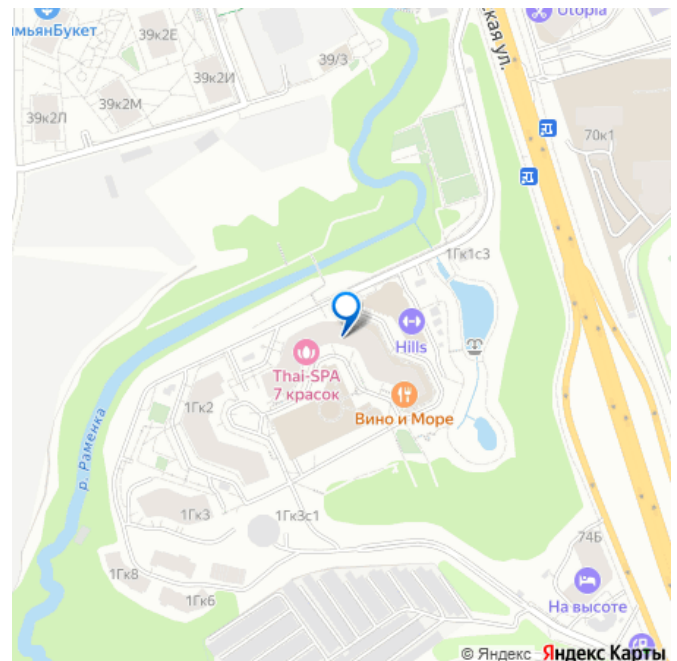 Utopia
мьянБукет
39к2Е
ская ул.
39/3
39к2И
39к2М
39к2Л
70к1
1Гк1с3
Hills
Thai-SPA
7 красок
Вино и Море
1Гк2
р. Раменка
1Гк3
1Гк3с1
74Б
1Гк8
1Гк6
На высоте
© Яндекс Яндекс Карты